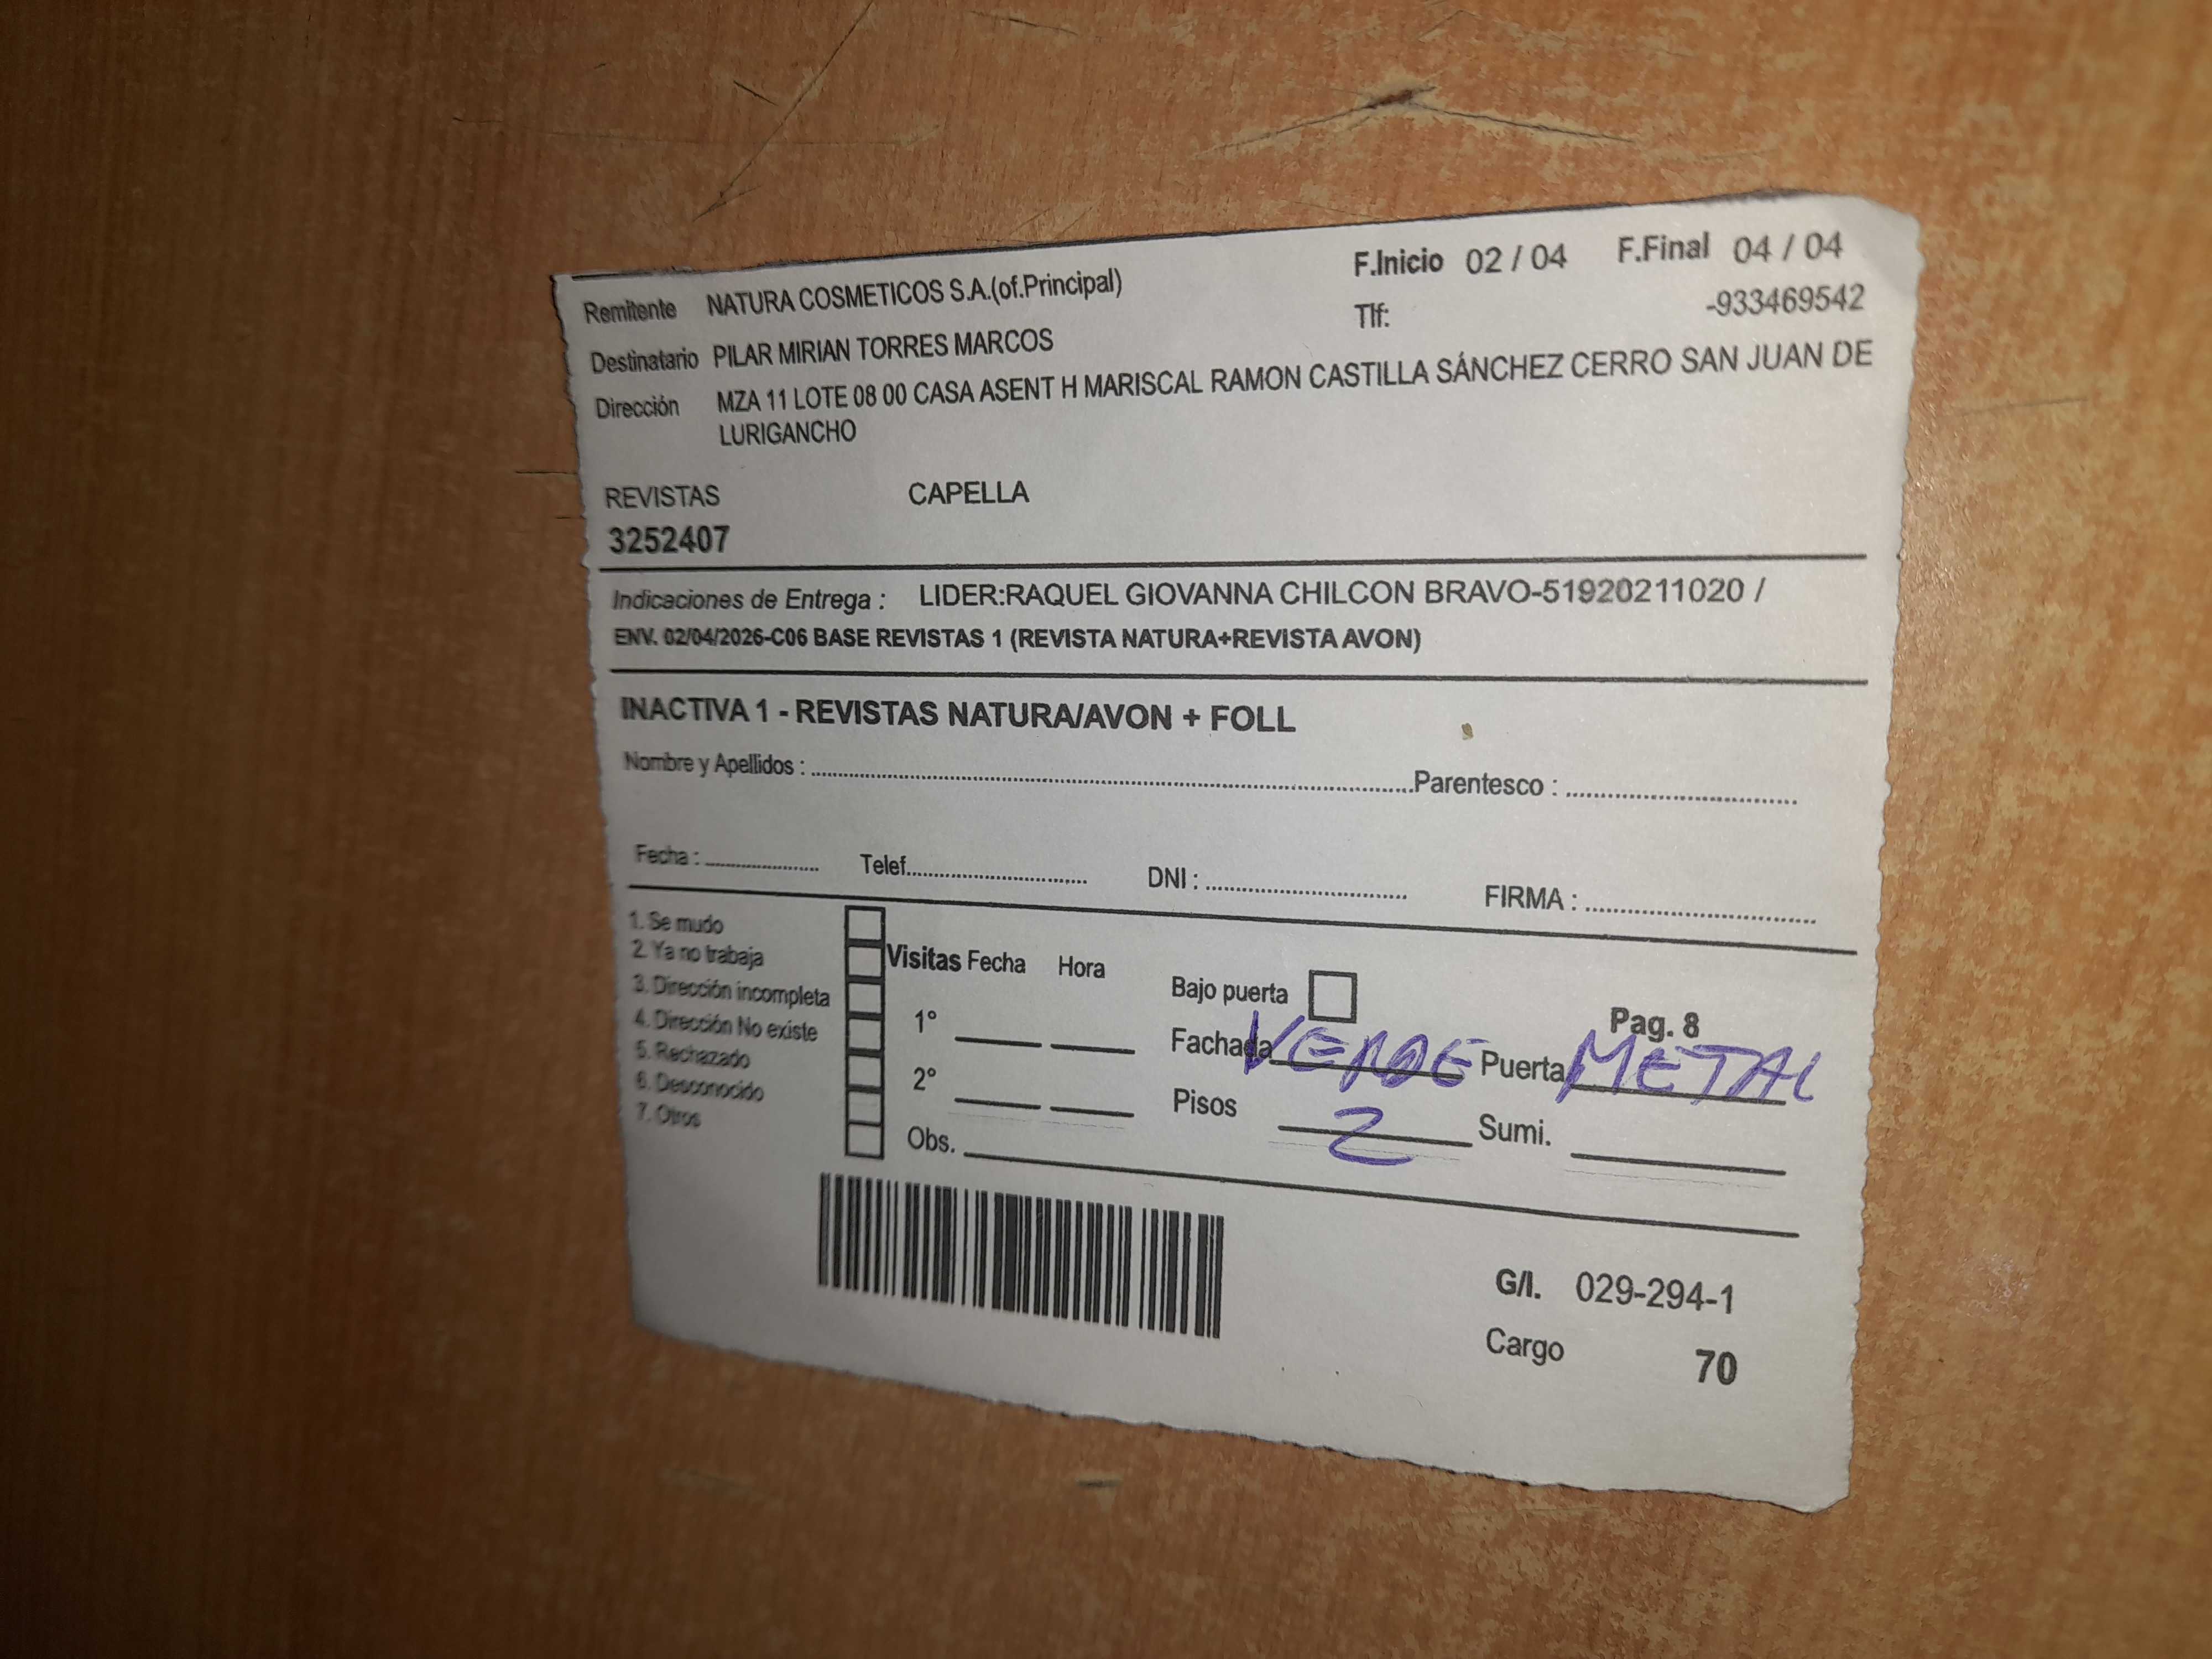 F.Inicio 02 / 04 F.Final 04 / 04
Remitente NATURA COSMETICOS S.A.(of.Principal) Tlf: -933469542
Destinatario PILAR MIRIAN TORRES MARCOS
Dirección MZA 11 LOTE 08 00 CASA ASENT H MARISCAL RAMON CASTILLA SÁNCHEZ CERRO SAN JUAN DE
LURIGANCHO
REVISTAS CAPELLA
3252407
Indicaciones de Entrega : LIDER:RAQUEL GIOVANNA CHILCON BRAVO-51920211020 /
ENV. 02/04/2026-C06 BASE REVISTAS 1 (REVISTA NATURA+REVISTA AVON)
INACTIVA 1 - REVISTAS NATURA/AVON + FOLL
Nombre y Apellidos : Parentesco :
Fecha : Telef. DNI : FIRMA :
1. Se mudo
2. Ya no trabaja
3. Dirección incompleta
4. Dirección No existe
5. Rechazado
6. Desconocido
7. Otros
Visitas Fecha Hora
1°
2°
Obs.
Bajo puerta Pag. 8
Fachada VERDE Puerta METAL
Pisos 2 Sumi.
G/I. 029-294-1
Cargo 70